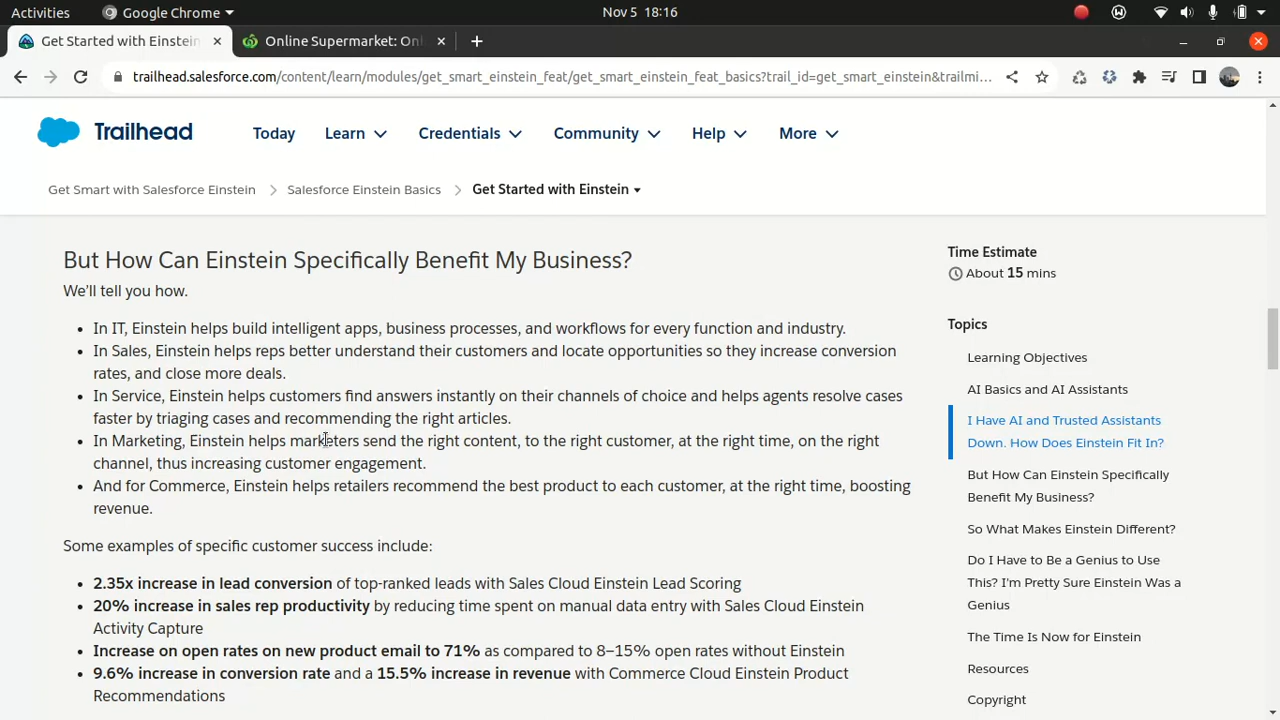 Activities Google Chrome Nov 5 18:16
Get Started with Einstein Online Supermarket: Onl
trailhead.salesforce.com/content/learn/modules/get_smart_einstein_feat/get_smart_einstein_feat_basics?trail_id=get_smart_einstein&trailmi...
Trailhead Today Learn Credentials Community Help More
Get Smart with Salesforce Einstein Salesforce Einstein Basics Get Started with Einstein
But How Can Einstein Specifically Benefit My Business?
We'll tell you how.
• In IT, Einstein helps build intelligent apps, business processes, and workflows for every function and industry.
• In Sales, Einstein helps reps better understand their customers and locate opportunities so they increase conversion
rates, and close more deals.
• In Service, Einstein helps customers find answers instantly on their channels of choice and helps agents resolve cases
faster by triaging cases and recommending the right articles.
• In Marketing, Einstein helps marketers send the right content, to the right customer, at the right time, on the right
channel, thus increasing customer engagement.
• And for Commerce, Einstein helps retailers recommend the best product to each customer, at the right time, boosting
revenue.
Some examples of specific customer success include:
• 2.35x increase in lead conversion of top-ranked leads with Sales Cloud Einstein Lead Scoring
• 20% increase in sales rep productivity by reducing time spent on manual data entry with Sales Cloud Einstein
Activity Capture
• Increase on open rates on new product email to 71% as compared to 8–15% open rates without Einstein
• 9.6% increase in conversion rate and a 15.5% increase in revenue with Commerce Cloud Einstein Product
Recommendations
Time Estimate
About 15 mins
Topics
Learning Objectives
AI Basics and AI Assistants
I Have AI and Trusted Assistants
Down. How Does Einstein Fit In?
But How Can Einstein Specifically
Benefit My Business?
So What Makes Einstein Different?
Do I Have to Be a Genius to Use
This? I'm Pretty Sure Einstein Was a
Genius
The Time Is Now for Einstein
Resources
Copyright